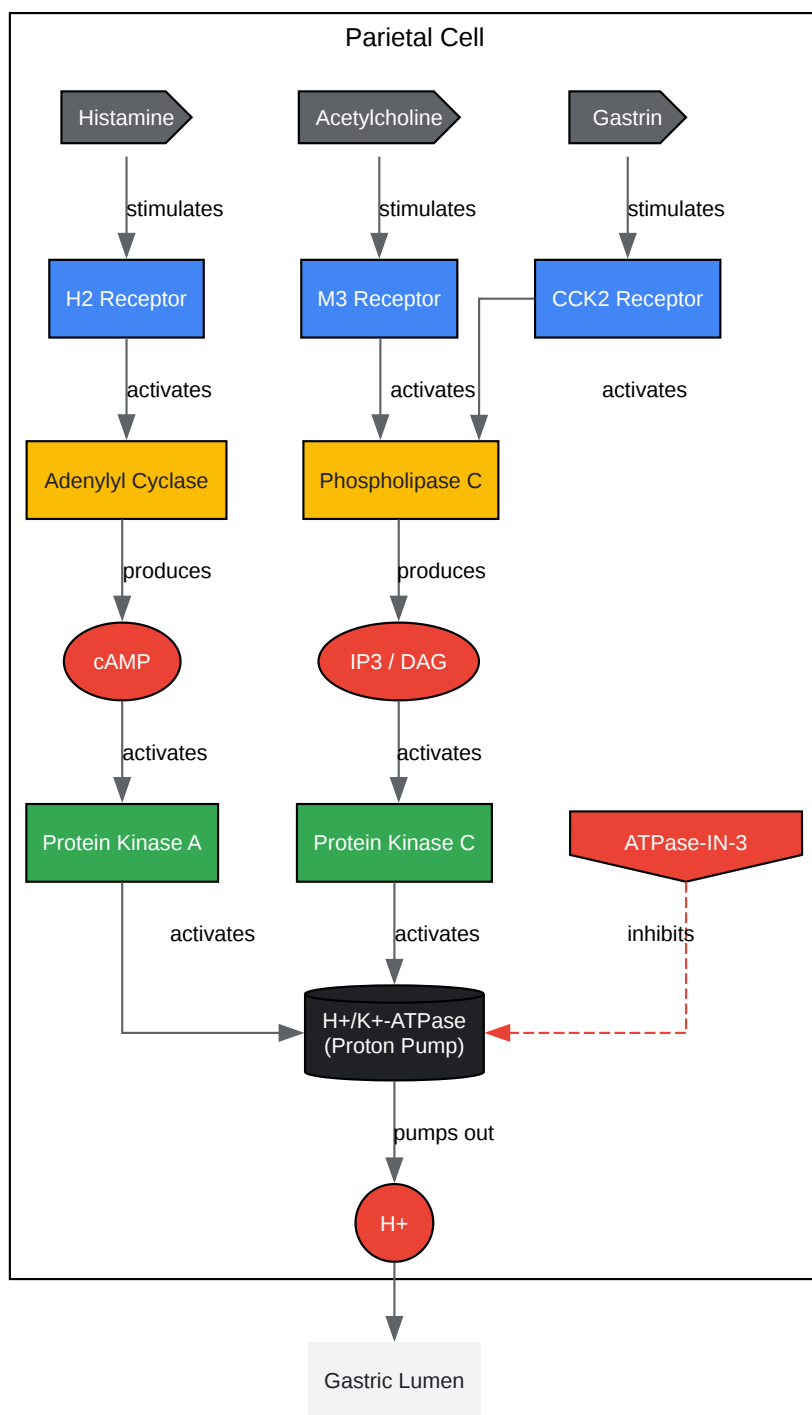 Parietal Cell
Histamine
Acetylcholine
Gastrin
stimulates
stimulates
stimulates
H2 Receptor
M3 Receptor
CCK2 Receptor
activates
activates
activates
Adenylyl Cyclase
Phospholipase C
produces
produces
cAMP
IP3 / DAG
activates
activates
Protein Kinase A
Protein Kinase C
ATPase-IN-3
activates
activates
inhibits
H+/K+-ATPase
(Proton Pump)
pumps out
H+
Gastric Lumen